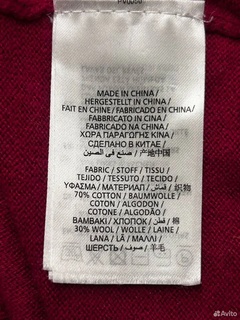 MADE IN CHINA /
HERGESTELLT IN CHINA /
FAIT EN CHINE / FABRICADO EN /
FABBRICATO IN CINA /
FABRICADO NA CHINA /
ΧΩΡΑ ΠΑΡΑΓΩΓΗΣ ΚΙΝΑ /
СДЕЛАНО В КИТАЕ /
صنع في الصين / 产地中国
FABRIC / STOFF / TISSU /
TEJIDO / TESSUTO / TECIDO /
ΥΦΑΣΜΑ / МАТЕРИАЛ / قماش / 织物
70% COTTON / BAUMWOLLE /
COTON / ALGODON /
COTONE / ALGODÃO /
ΒΑΜΒΑΚΙ / ХЛОПОК / قطن / 棉
30% WOOL / WOLLE / LAINE /
LANA / LÃ / ΜΑΛΛΙ /
ШЕРСТЬ / صوف / 羊毛
Avito